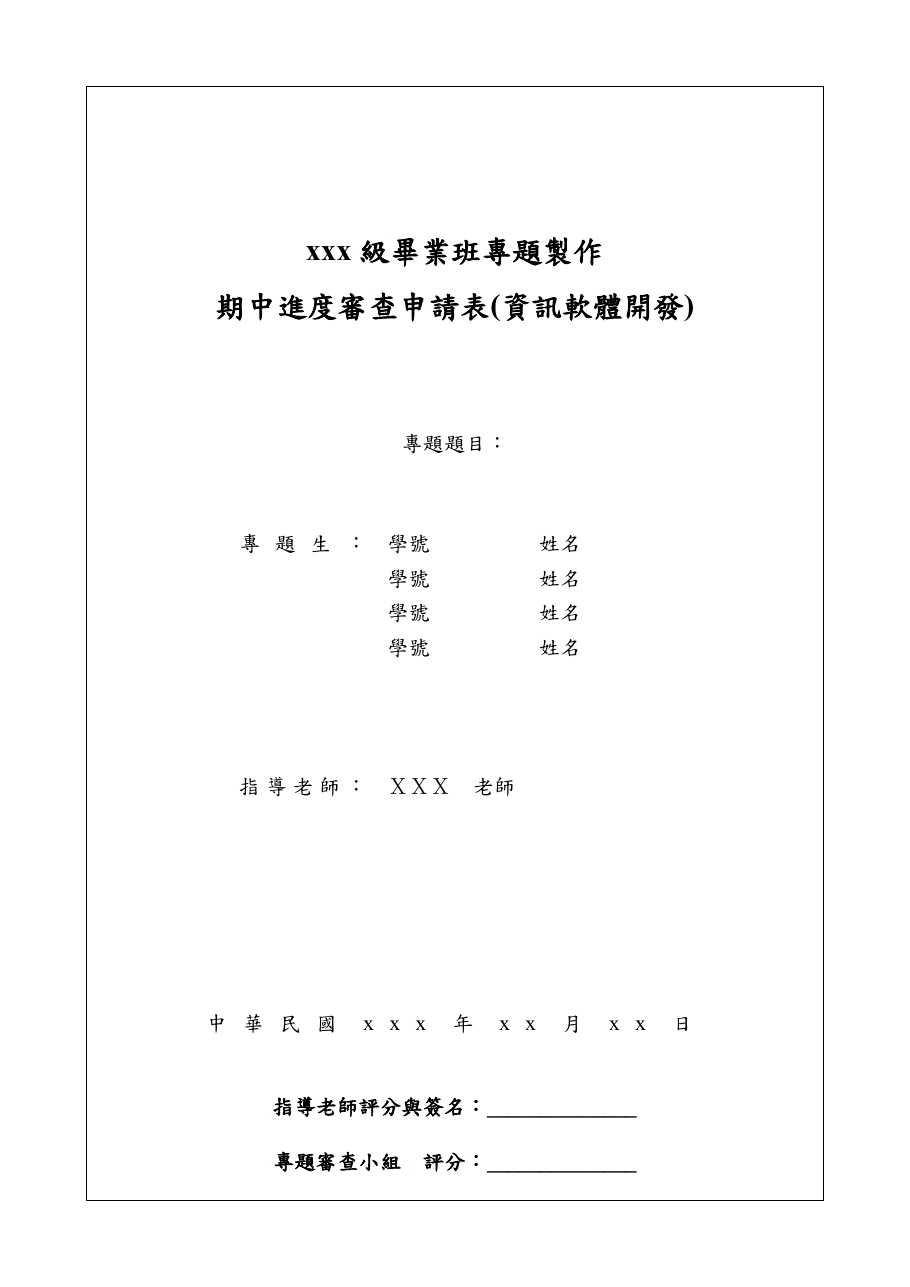 xxx 級畢業班專題製作
期中進度審查申請表(資訊軟體開發)
專題題目：
專 題 生 ： 學號 姓名
學號 姓名
學號 姓名
學號 姓名
指 導 老 師 ： ＸＸＸ 老師
中 華 民 國 x x x 年 x x 月 x x 日
指導老師評分與簽名：______________
專題審查小組　評分：______________